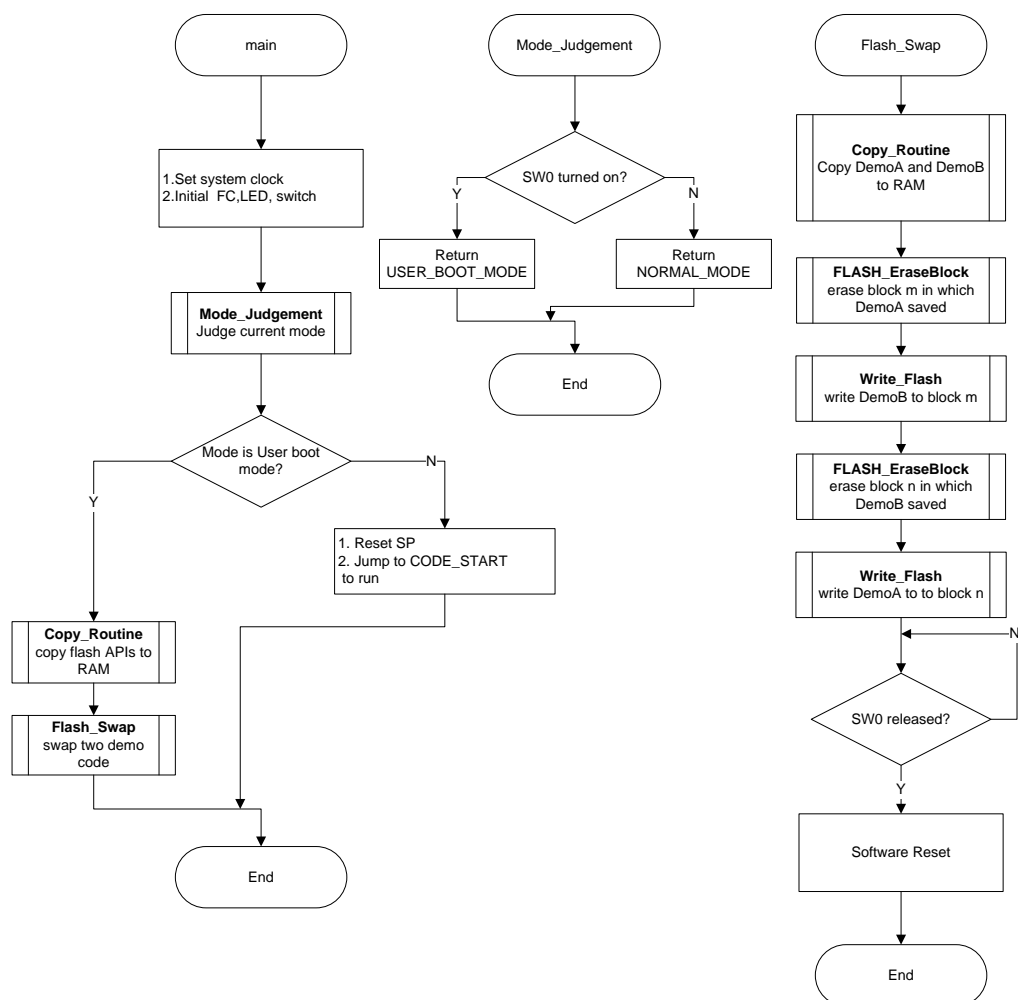 main
1.Set system clock
2.Initial  FC,LED, switch
Mode_Judgement
Judge current mode
Mode is User boot
mode?
Y
N
1. Reset SP
2. Jump to CODE_START
to run
Copy_Routine
copy flash APIs to
RAM
Flash_Swap
swap two demo
code
End
Mode_Judgement
SW0 turned on?
Y
N
Return
USER_BOOT_MODE
Return
NORMAL_MODE
End
Flash_Swap
Copy_Routine
Copy DemoA and DemoB
to RAM
FLASH_EraseBlock
erase block m in which
DemoA saved
Write_Flash
write DemoB to block m
FLASH_EraseBlock
erase block n in which
DemoB saved
Write_Flash
write DemoA to to block n
N
SW0 released?
Y
Software Reset
End